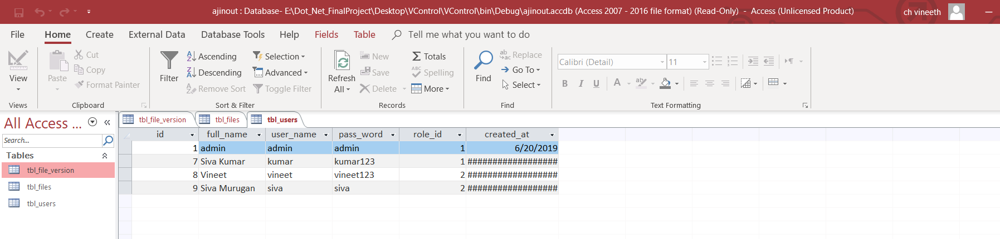 ajinout : Database- E:\Dot_Net_FinalProject\Desktop\VControl\VControl\bin\Debug\ajinout.accdb (Access 2007 - 2016 file format) (Read-Only) - Access (Unlicensed Product)
ch vineeth
File Home Create External Data Database Tools Help Fields Table Tell me what you want to do
View
Views
Paste
Cut
Copy
Format Painter
Clipboard
Filter
Ascending
Descending
Remove Sort
Selection
Advanced
Toggle Filter
Sort & Filter
Refresh
All
New
Save
Delete
Totals
ABC
Spelling
More
Records
Find
ab
ac
Replace
Go To
Select
Find
Calibri (Detail) 11
B I U A ab
Text Formatting
All Access ...
Search...
Tables
tbl_file_version
tbl_files
tbl_users
tbl_file_version tbl_files tbl_users
id full_name user_name pass_word role_id created_at
1 admin admin admin 1 6/20/2019
7 Siva Kumar kumar kumar123 1 ##################
8 Vineet vineet vineet123 2 ##################
9 Siva Murugan siva siva 2 ##################